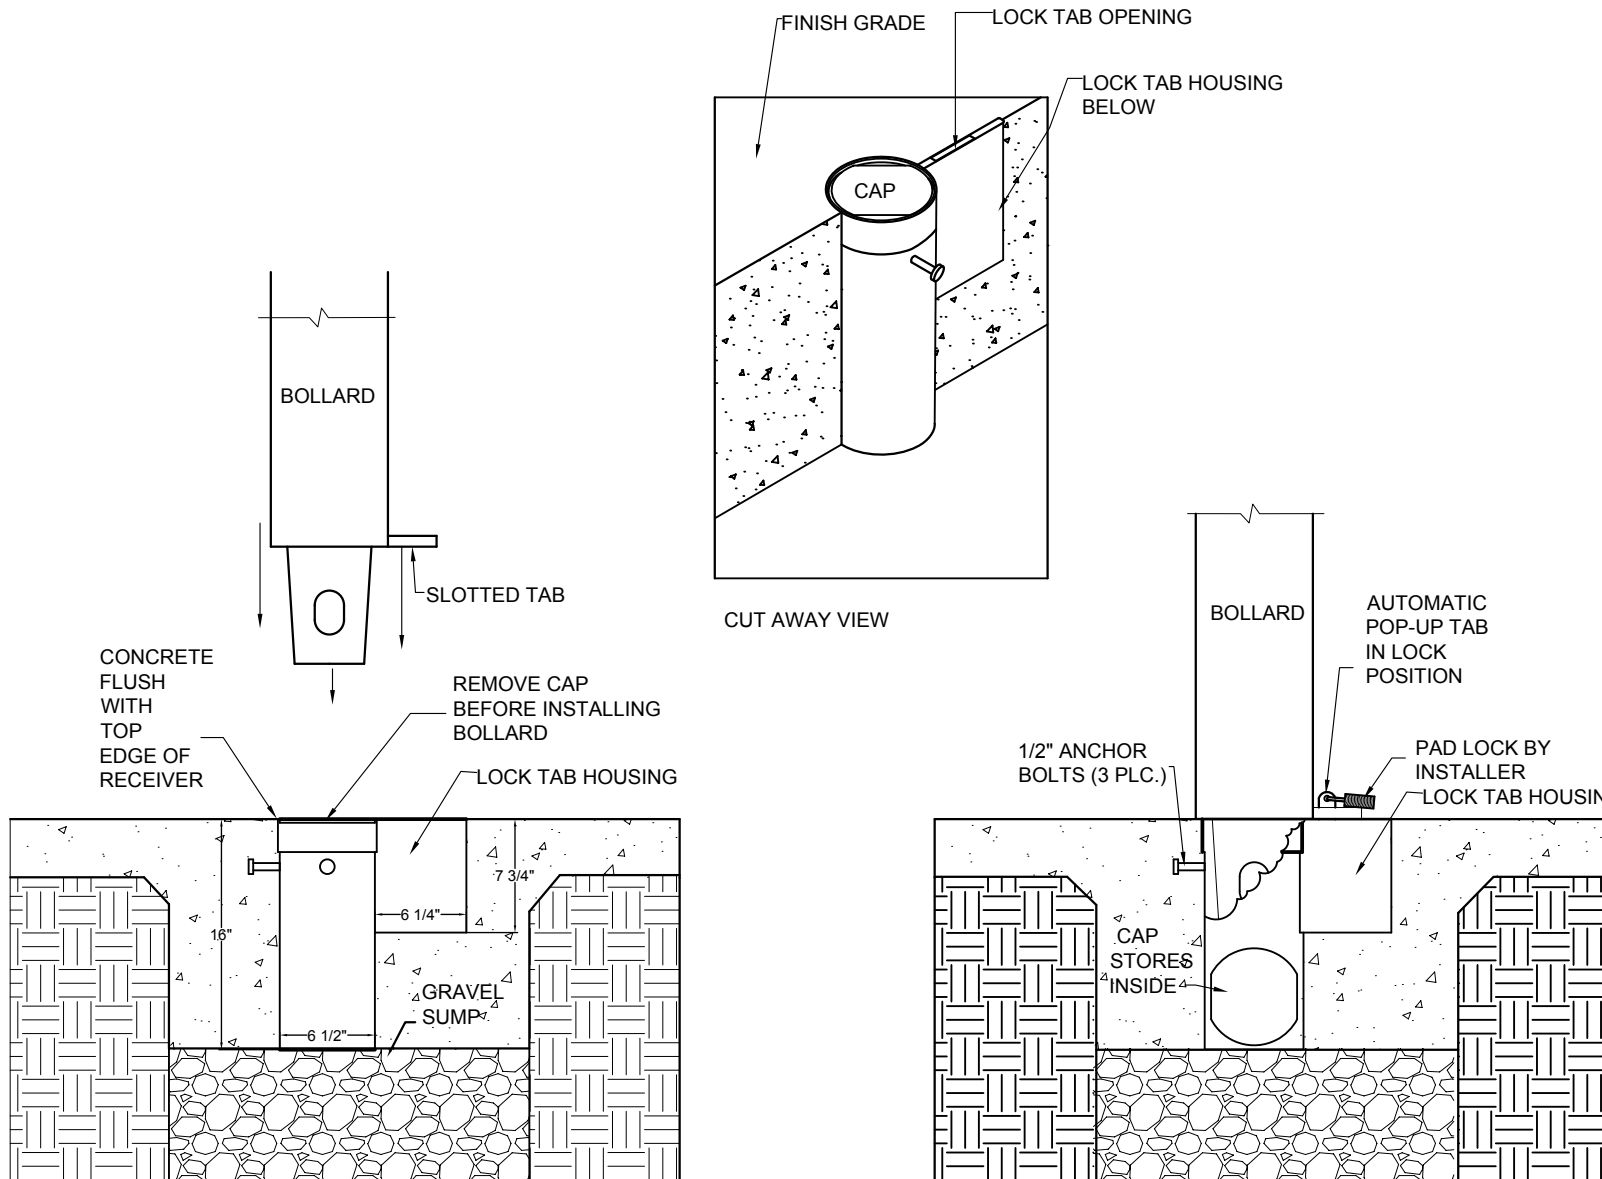 FINISH GRADE
LOCK TAB OPENING
LOCK TAB HOUSING
BELOW
CAP
CUT AWAY VIEW
BOLLARD
SLOTTED TAB
CONCRETE
FLUSH
WITH
TOP
EDGE OF
RECEIVER
REMOVE CAP
BEFORE INSTALLING
BOLLARD
LOCK TAB HOUSING
7 3/4"
6 1/4"
16"
GRAVEL
SUMP
6 1/2"
BOLLARD
AUTOMATIC
POP-UP TAB
IN LOCK
POSITION
1/2" ANCHOR
BOLTS (3 PLC.)
PAD LOCK BY
INSTALLER
LOCK TAB HOUSIN
CAP
STORES
INSIDE